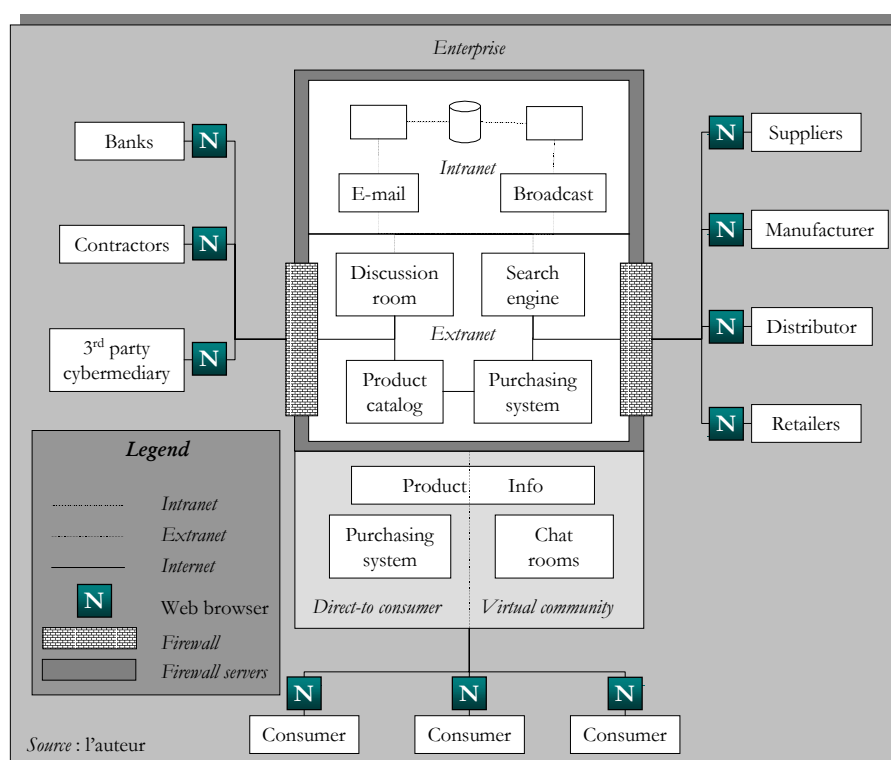 Enterprise
N
Banks
N
Contractors
N
3rd party
cybermediary
N
Intranet
E-mail
Broadcast
Discussion
room
Search
engine
Extranet
Product
catalog
Purchasing
system
N
Suppliers
N
Manufacturer
N
Distributor
N
Retailers
Legend
Intranet
Extranet
Internet
N
Web browser
Firewall
Firewall servers
Product Info
Purchasing
system
Chat
rooms
Direct-to consumer
Virtual community
N
N
N
Consumer
Consumer
Consumer
Source : l'auteur